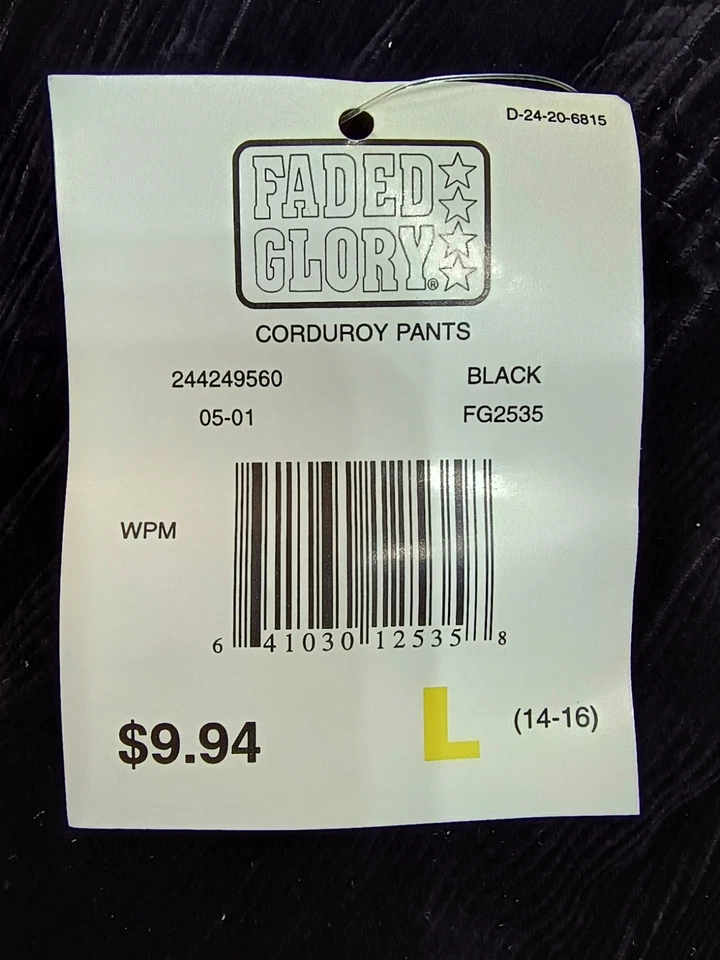 D-24-20-6815
FADED
GLORY®
CORDUROY PANTS
244249560 BLACK
05-01 FG2535
WPM
6 41030 12535 8
$9.94 L (14-16)